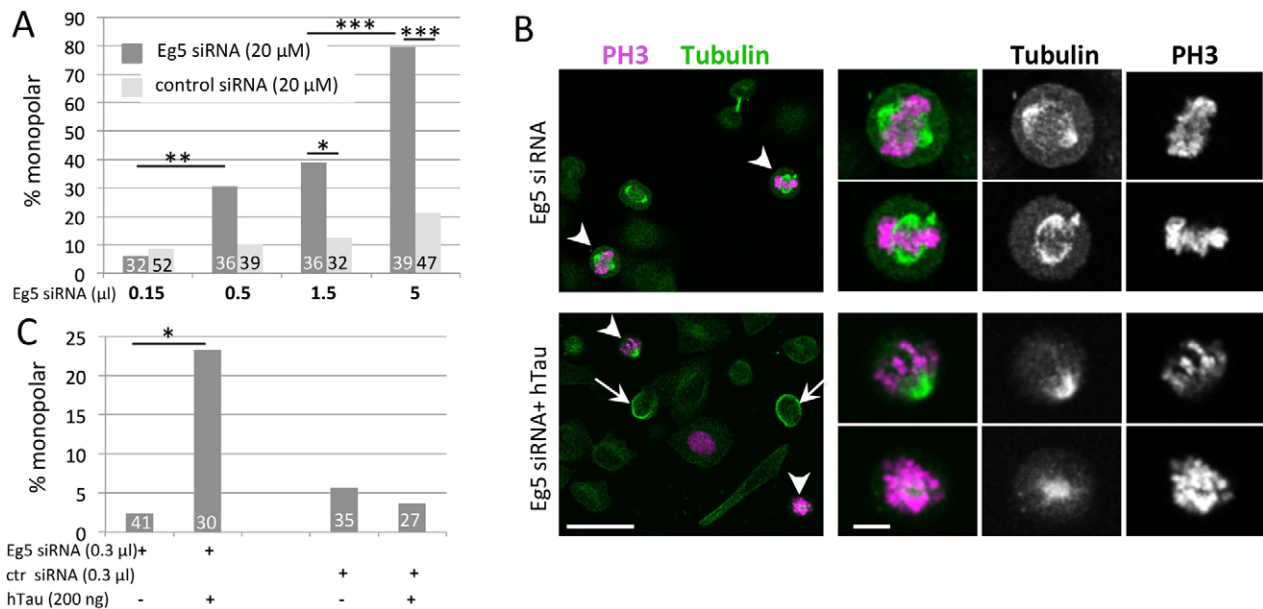 A
90
80
70
60
50
40
30
20
10
0
% monopolar
Eg5 siRNA (20 µM)
control siRNA (20 µM)
***
***
**
*
32 52 36 39 36 32 39 47
Eg5 siRNA (µl) 0.15 0.5 1.5 5
B
PH3 Tubulin Tubulin PH3
Eg5 si RNA
Eg5 siRNA+ hTau
C
25
20
15
10
5
0
% monopolar
*
41 30 35 27
Eg5 siRNA (0.3 µl)+ +
ctr siRNA (0.3 µl) + +
hTau (200 ng) - + - +